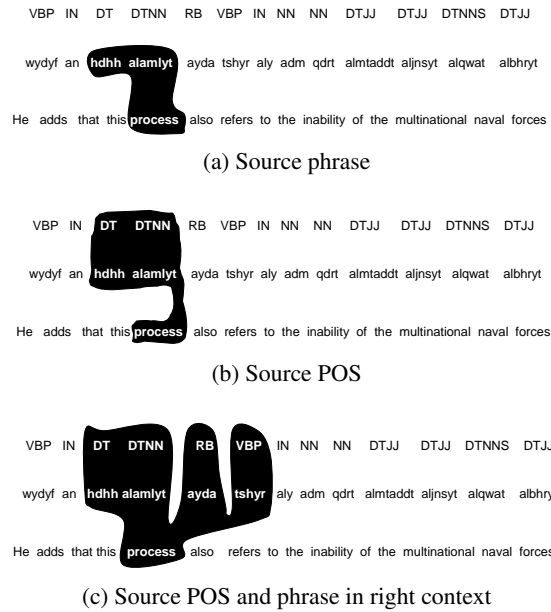 VBP IN DT DTNN RB VBP IN NN NN DTJJ DTJJ DTNNS DTJJ
wydyf an hdhh alamlyt ayda tshyr aly adm qdrt almtaddt aljnsyt alqwat albhryt
He adds that this process also refers to the inability of the multinational naval forces
(a) Source phrase
VBP IN DT DTNN RB VBP IN NN NN DTJJ DTJJ DTNNS DTJJ
wydyf an hdhh alamlyt ayda tshyr aly adm qdrt almtaddt aljnsyt alqwat albhryt
He adds that this process also refers to the inability of the multinational naval forces
(b) Source POS
VBP IN DT DTNN RB VBP IN NN NN DTJJ DTJJ DTNNS DTJJ
wydyf an hdhh alamlyt ayda tshyr aly adm qdrt almtaddt aljnsyt alqwat albhry
He adds that this process also refers to the inability of the multinational naval forces
(c) Source POS and phrase in right context